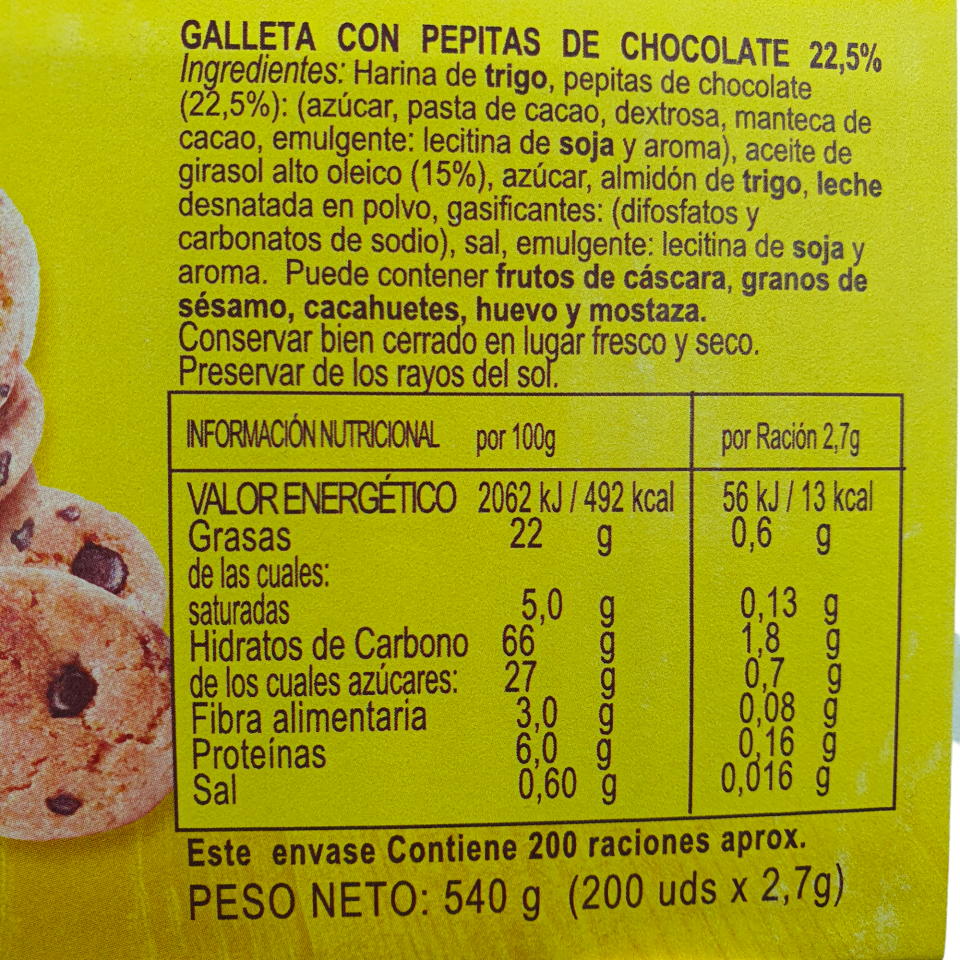 GALLETA CON PEPITAS DE CHOCOLATE 22,5%
Ingredientes: Harina de trigo, pepitas de chocolate
(22,5%): (azúcar, pasta de cacao, dextrosa, manteca de
cacao, emulgente: lecitina de soja y aroma), aceite de
girasol alto oleico (15%), azúcar, almidón de trigo, leche
desnatada en polvo, gasificantes: (difosfatos y
carbonatos de sodio), sal, emulgente: lecitina de soja y
aroma. Puede contener frutos de cáscara, granos de
sésamo, cacahuetes, huevo y mostaza.
Conservar bien cerrado en lugar fresco y seco.
Preservar de los rayos del sol.
INFORMACIÓN NUTRICIONAL por 100g por Ración 2,7g
VALOR ENERGÉTICO 2062 kJ / 492 kcal 56 kJ / 13 kcal
Grasas 22 g 0,6 g
de las cuales:
saturadas 5,0 g 0,13 g
Hidratos de Carbono 66 g 1,8 g
de los cuales azúcares: 27 g 0,7 g
Fibra alimentaria 3,0 g 0,08 g
Proteínas 6,0 g 0,16 g
Sal 0,60 g 0,016 g
Este envase Contiene 200 raciones aprox.
PESO NETO: 540 g (200 uds x 2,7g)